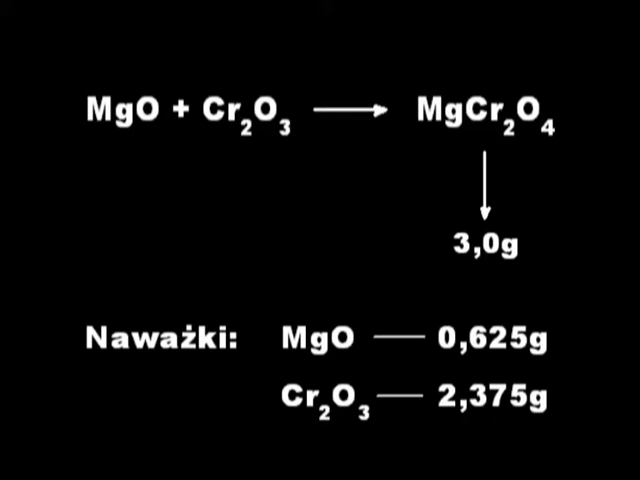 MgO + Cr₂O₃ ⟶ MgCr₂O₄
3,0g
Naważki: MgO — 0,625g
Cr₂O₃ — 2,375g